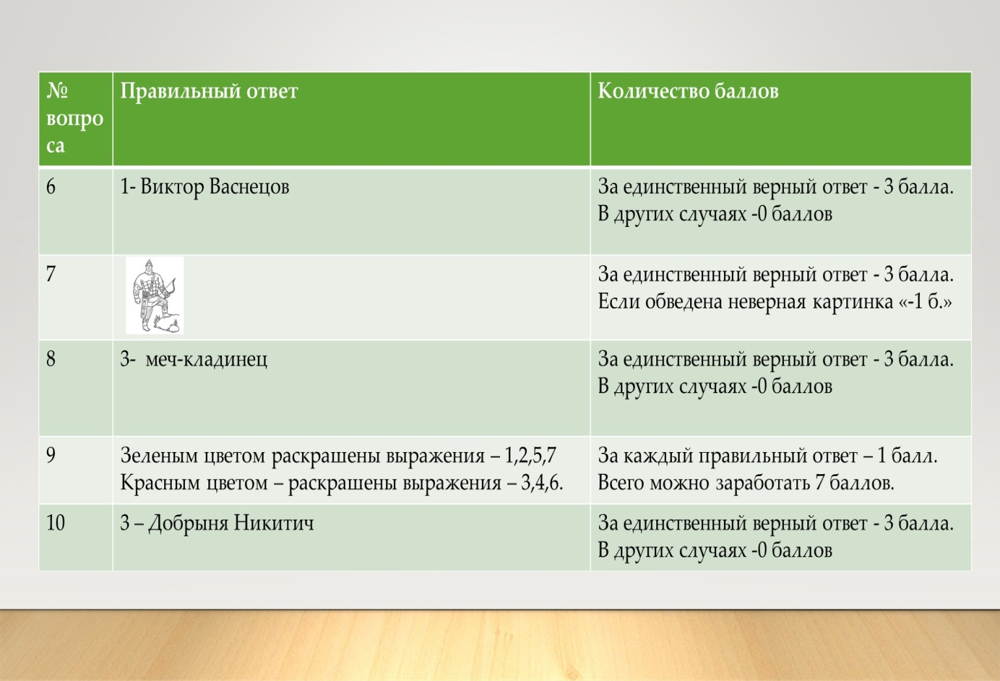 №
вопро
са
Правильный ответ
Количество баллов
6
1- Виктор Васнецов
За единственный верный ответ - 3 балла.
В других случаях -0 баллов
7
За единственный верный ответ - 3 балла.
Если обведена неверная картинка «-1 б.»
8
3-  меч-кладинец
За единственный верный ответ - 3 балла.
В других случаях -0 баллов
9
Зеленым цветом раскрашены выражения – 1,2,5,7
Красным цветом – раскрашены выражения – 3,4,6.
За каждый правильный ответ – 1 балл.
Всего можно заработать 7 баллов.
10
3 – Добрыня Никитич
За единственный верный ответ - 3 балла.
В других случаях -0 баллов